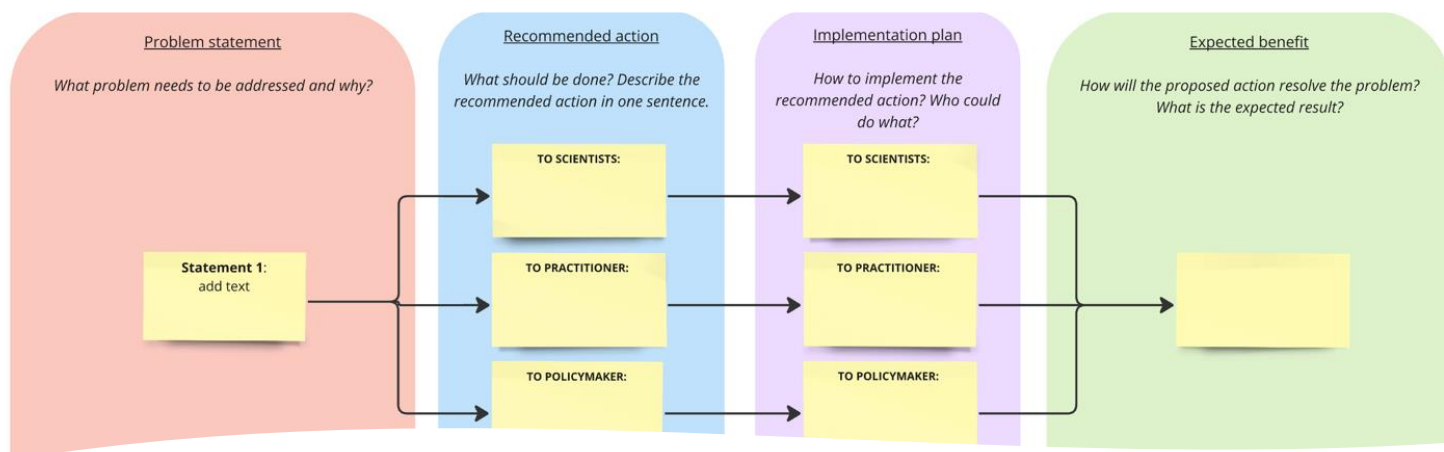 Problem statement
What problem needs to be addressed and why?
Statement 1:
add text
Recommended action
What should be done? Describe the
recommended action in one sentence.
TO SCIENTISTS:
TO PRACTITIONER:
TO POLICYMAKER:
Implementation plan
How to implement the
recommended action? Who could
do what?
TO SCIENTISTS:
TO PRACTITIONER:
TO POLICYMAKER:
Expected benefit
How will the proposed action resolve the problem?
What is the expected result?